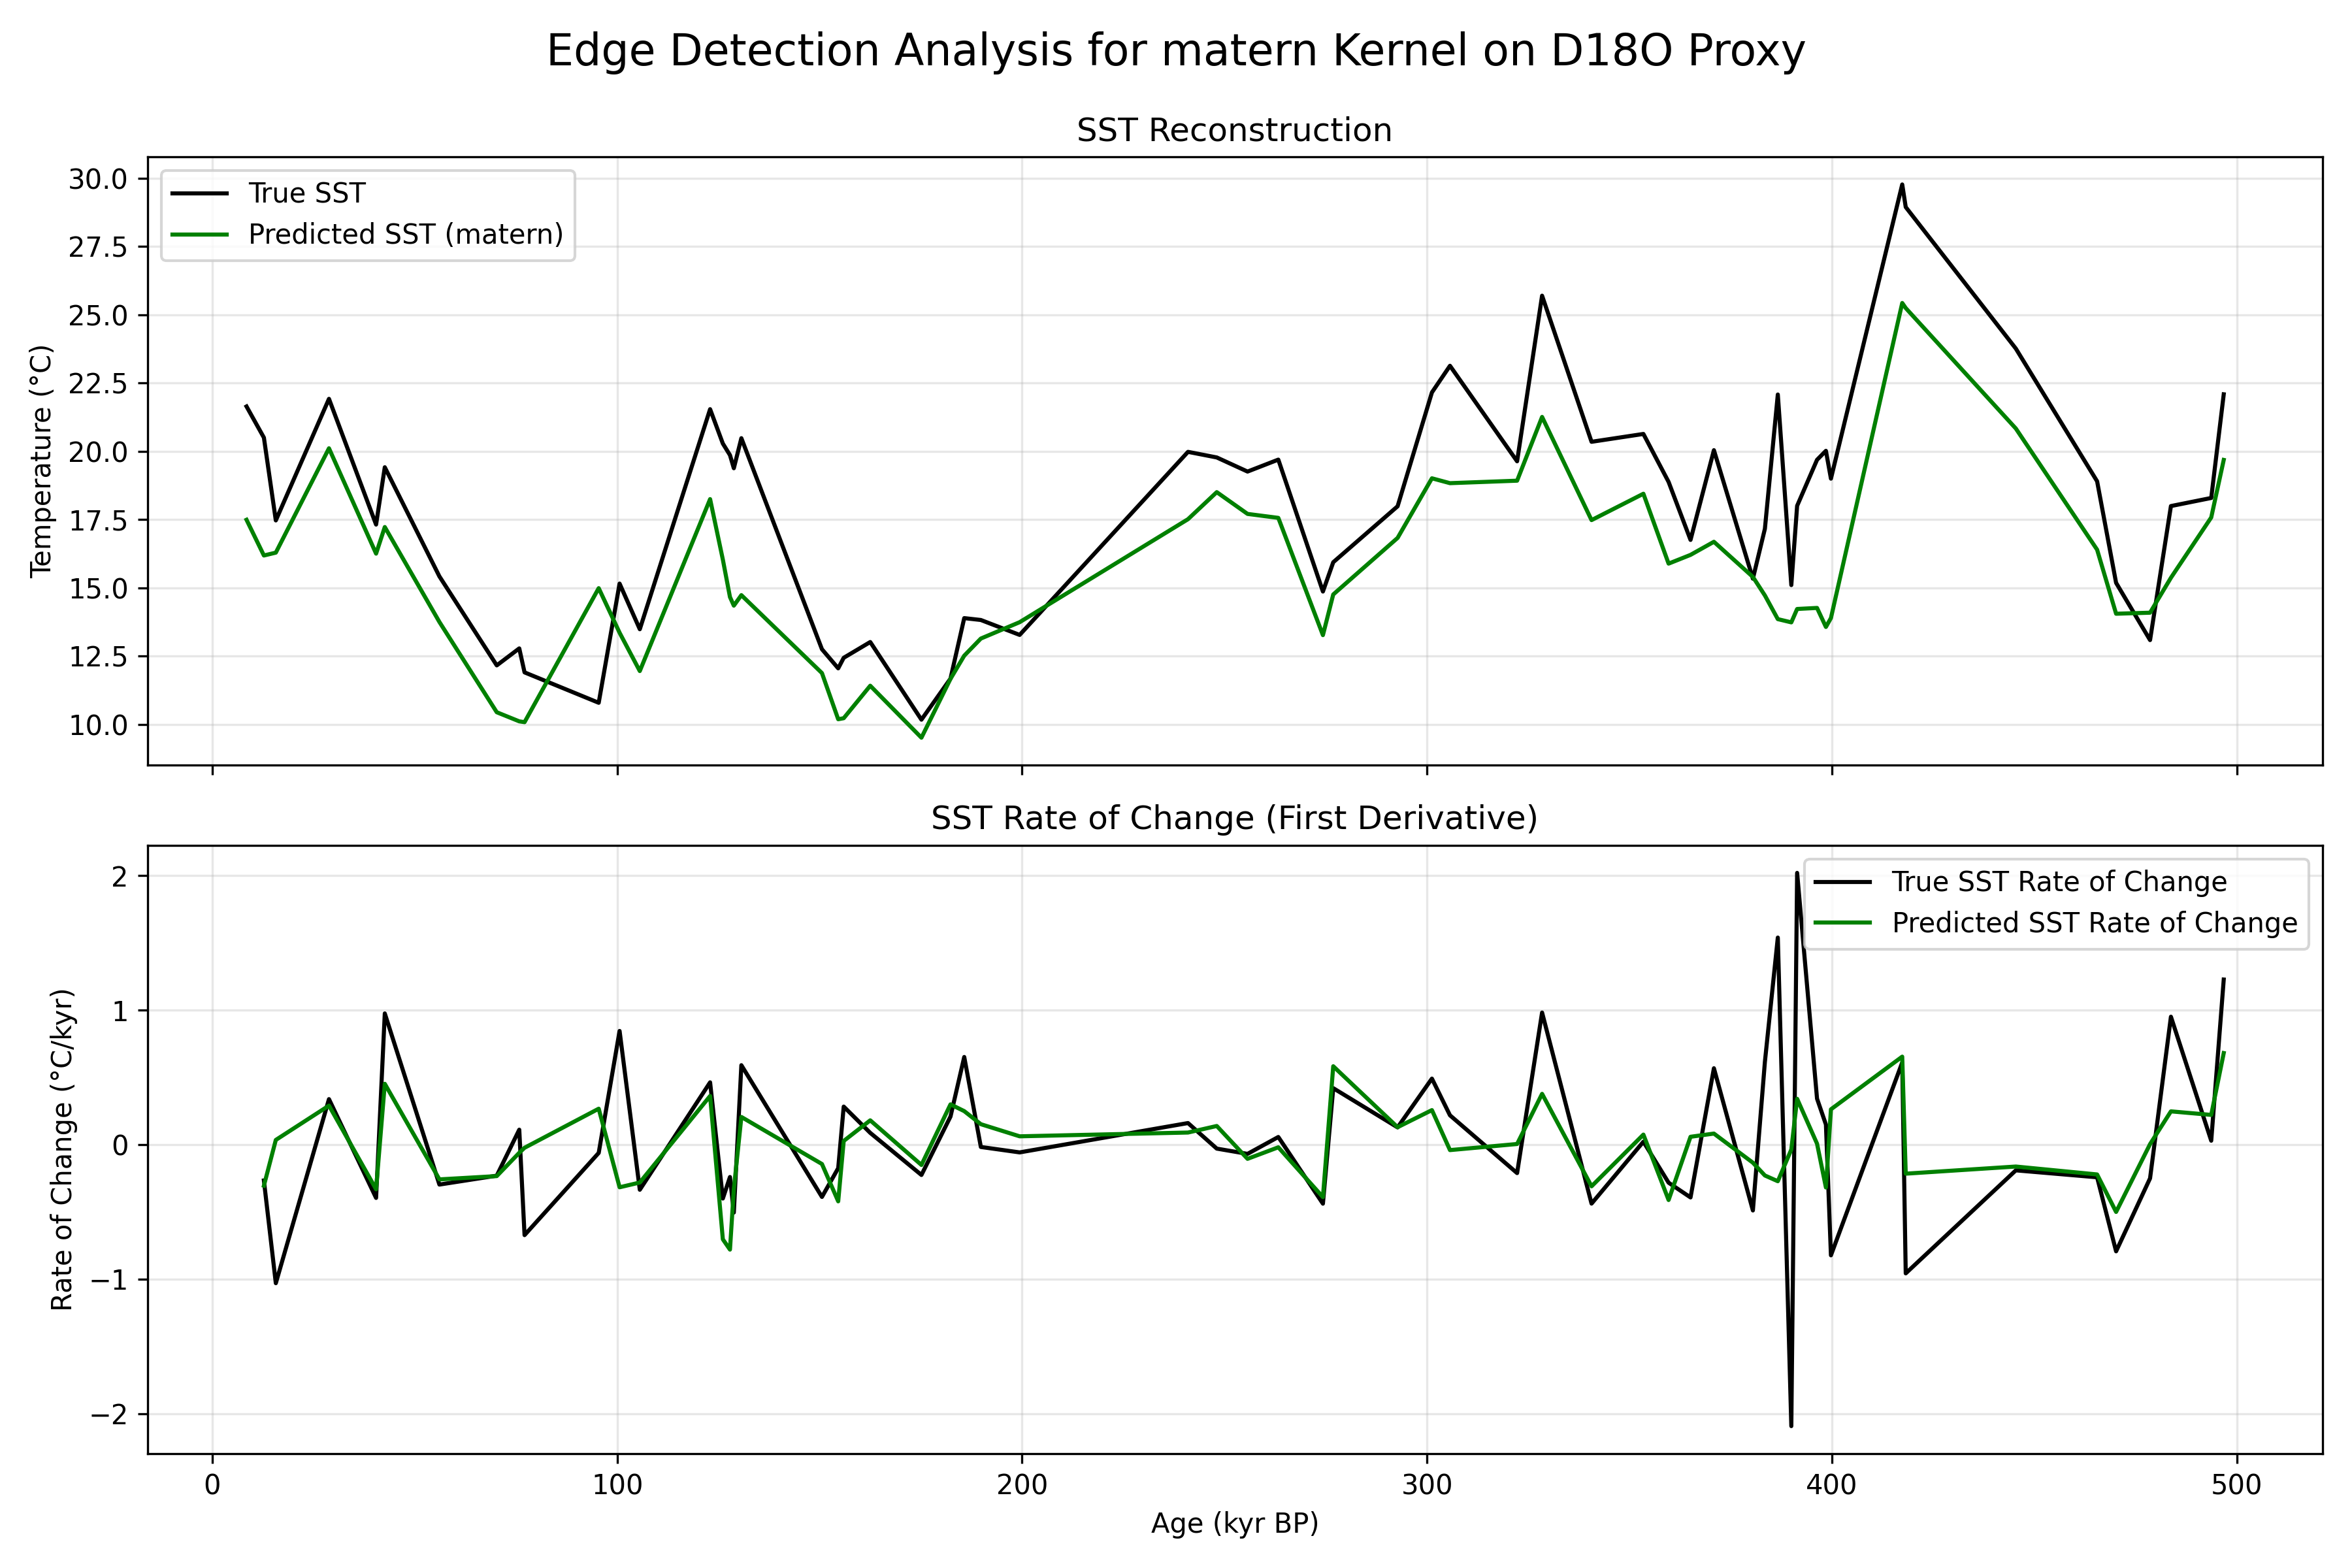 Edge Detection Analysis for matern Kernel on D18O Proxy
SST Reconstruction
30.0
27.5
25.0
22.5
20.0
17.5
15.0
12.5
10.0
Temperature (°C)
True SST
Predicted SST (matern)
SST Rate of Change (First Derivative)
2
1
0
−1
−2
Rate of Change (°C/kyr)
True SST Rate of Change
Predicted SST Rate of Change
0
100
200
300
400
500
Age (kyr BP)